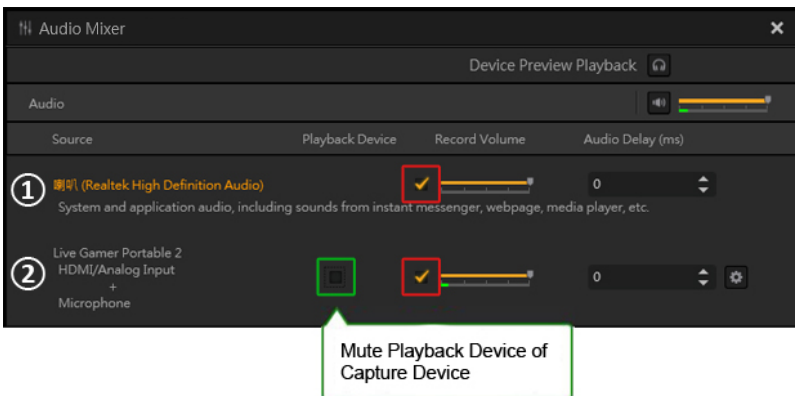 Audio Mixer
Device Preview Playback
Audio
Source Playback Device Record Volume Audio Delay (ms)
1 喇叭 (Realtek High Definition Audio) 0
System and application audio, including sounds from instant messenger, webpage, media player, etc.
Live Gamer Portable 2
2 HDMI/Analog Input 0
+
Microphone
Mute Playback Device of
Capture Device